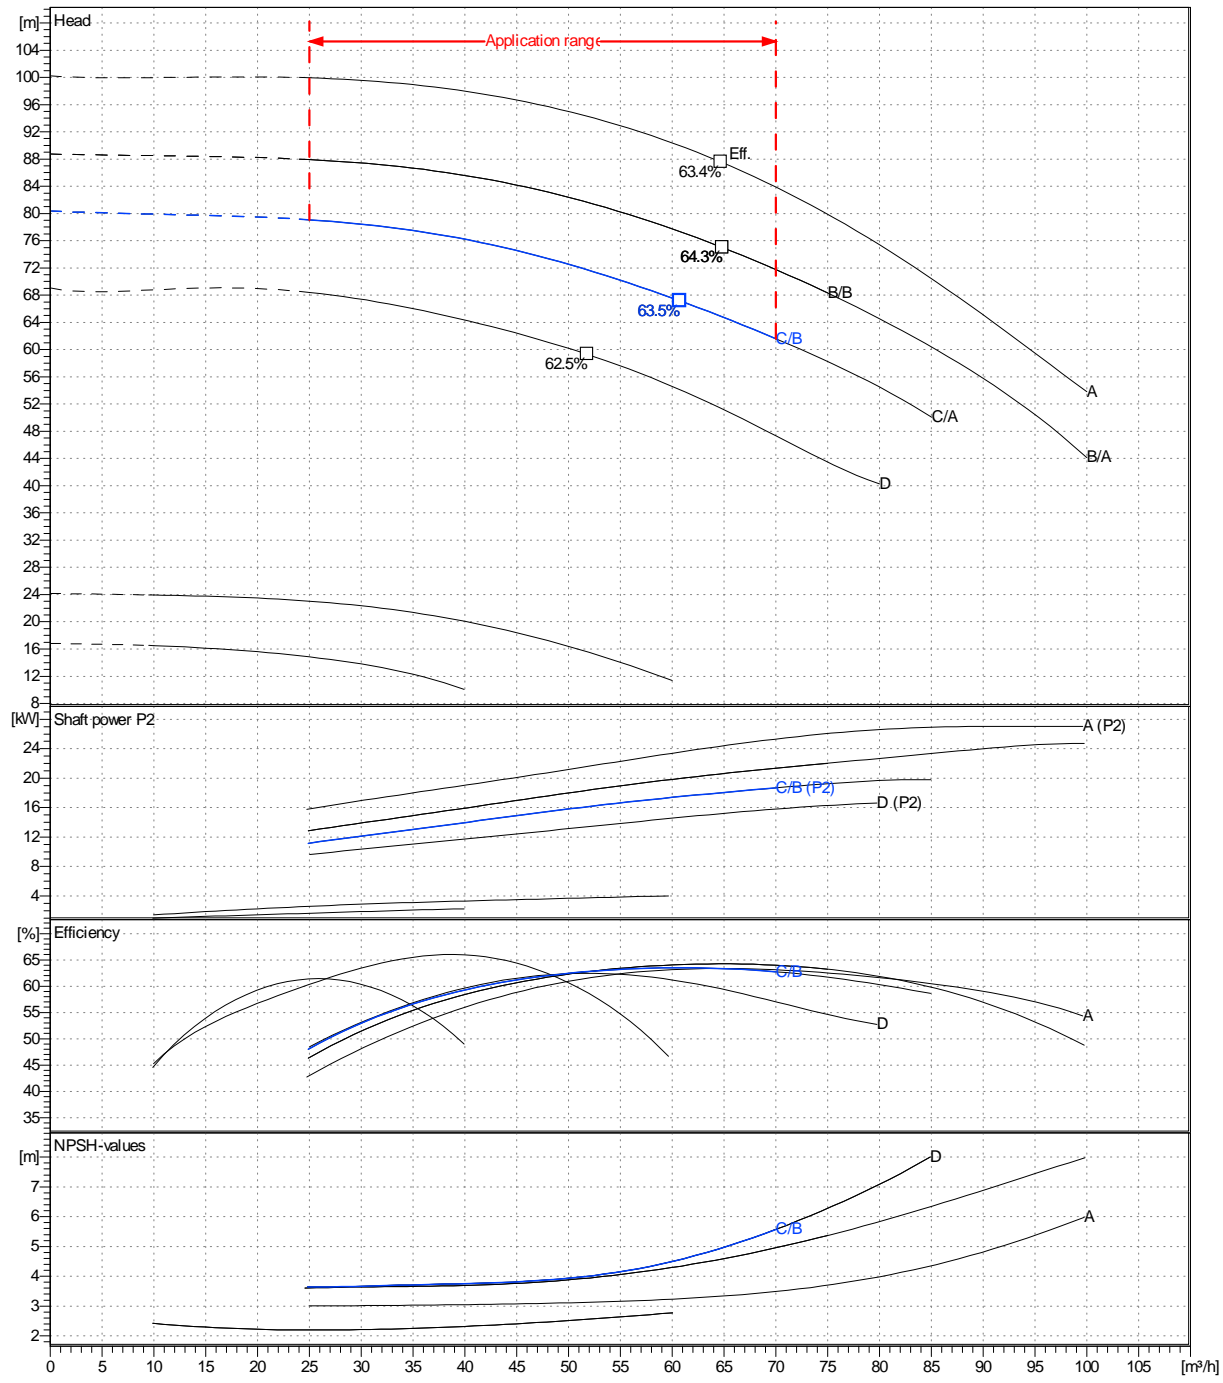 [m]
Head
104
100
96
92
88
84
80
76
72
68
64
60
56
52
48
44
40
36
32
28
24
20
16
12
8
Application range
Eff.
63.4%
64.3%
63.5%
62.5%
B/B
C/B
A
C/A
B/A
D
[kW]
Shaft power P2
24
20
16
12
8
4
A (P2)
C/B (P2)
D (P2)
[%]
Efficiency
65
60
55
50
45
40
35
C/B
A
D
NPSH-values
[m]
7
6
5
4
3
2
D
C/B
A
0 5 10 15 20 25 30 35 40 45 50 55 60 65 70 75 80 85 90 95 100 105 [m³/h]